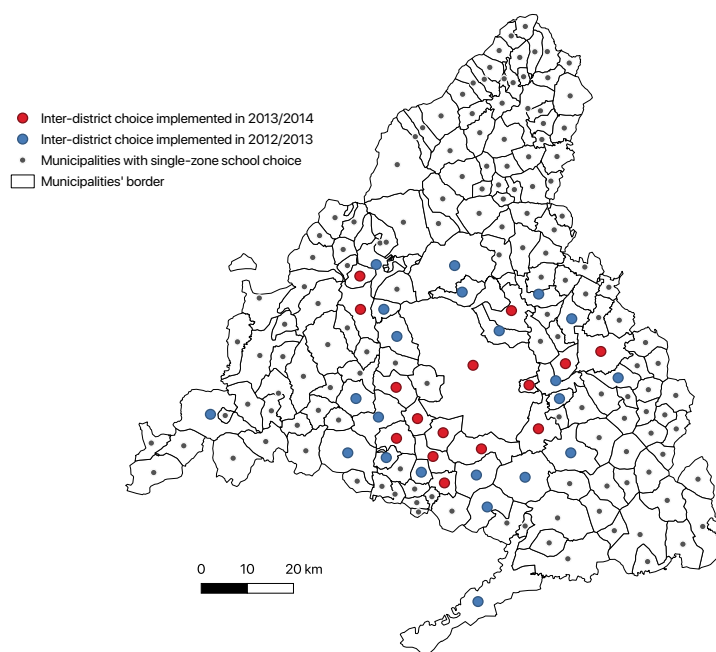 Inter-district choice implemented in 2013/2014
Inter-district choice implemented in 2012/2013
Municipalities with single-zone school choice
Municipalities' border
0 10 20 km